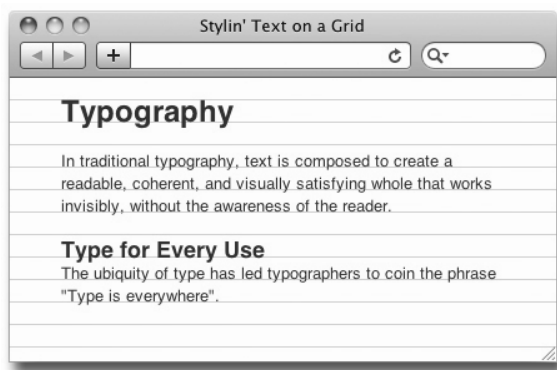 Stylin' Text on a Grid
Typography
In traditional typography, text is composed to create a
readable, coherent, and visually satisfying whole that works
invisibly, without the awareness of the reader.
Type for Every Use
The ubiquity of type has led typographers to coin the phrase
"Type is everywhere".